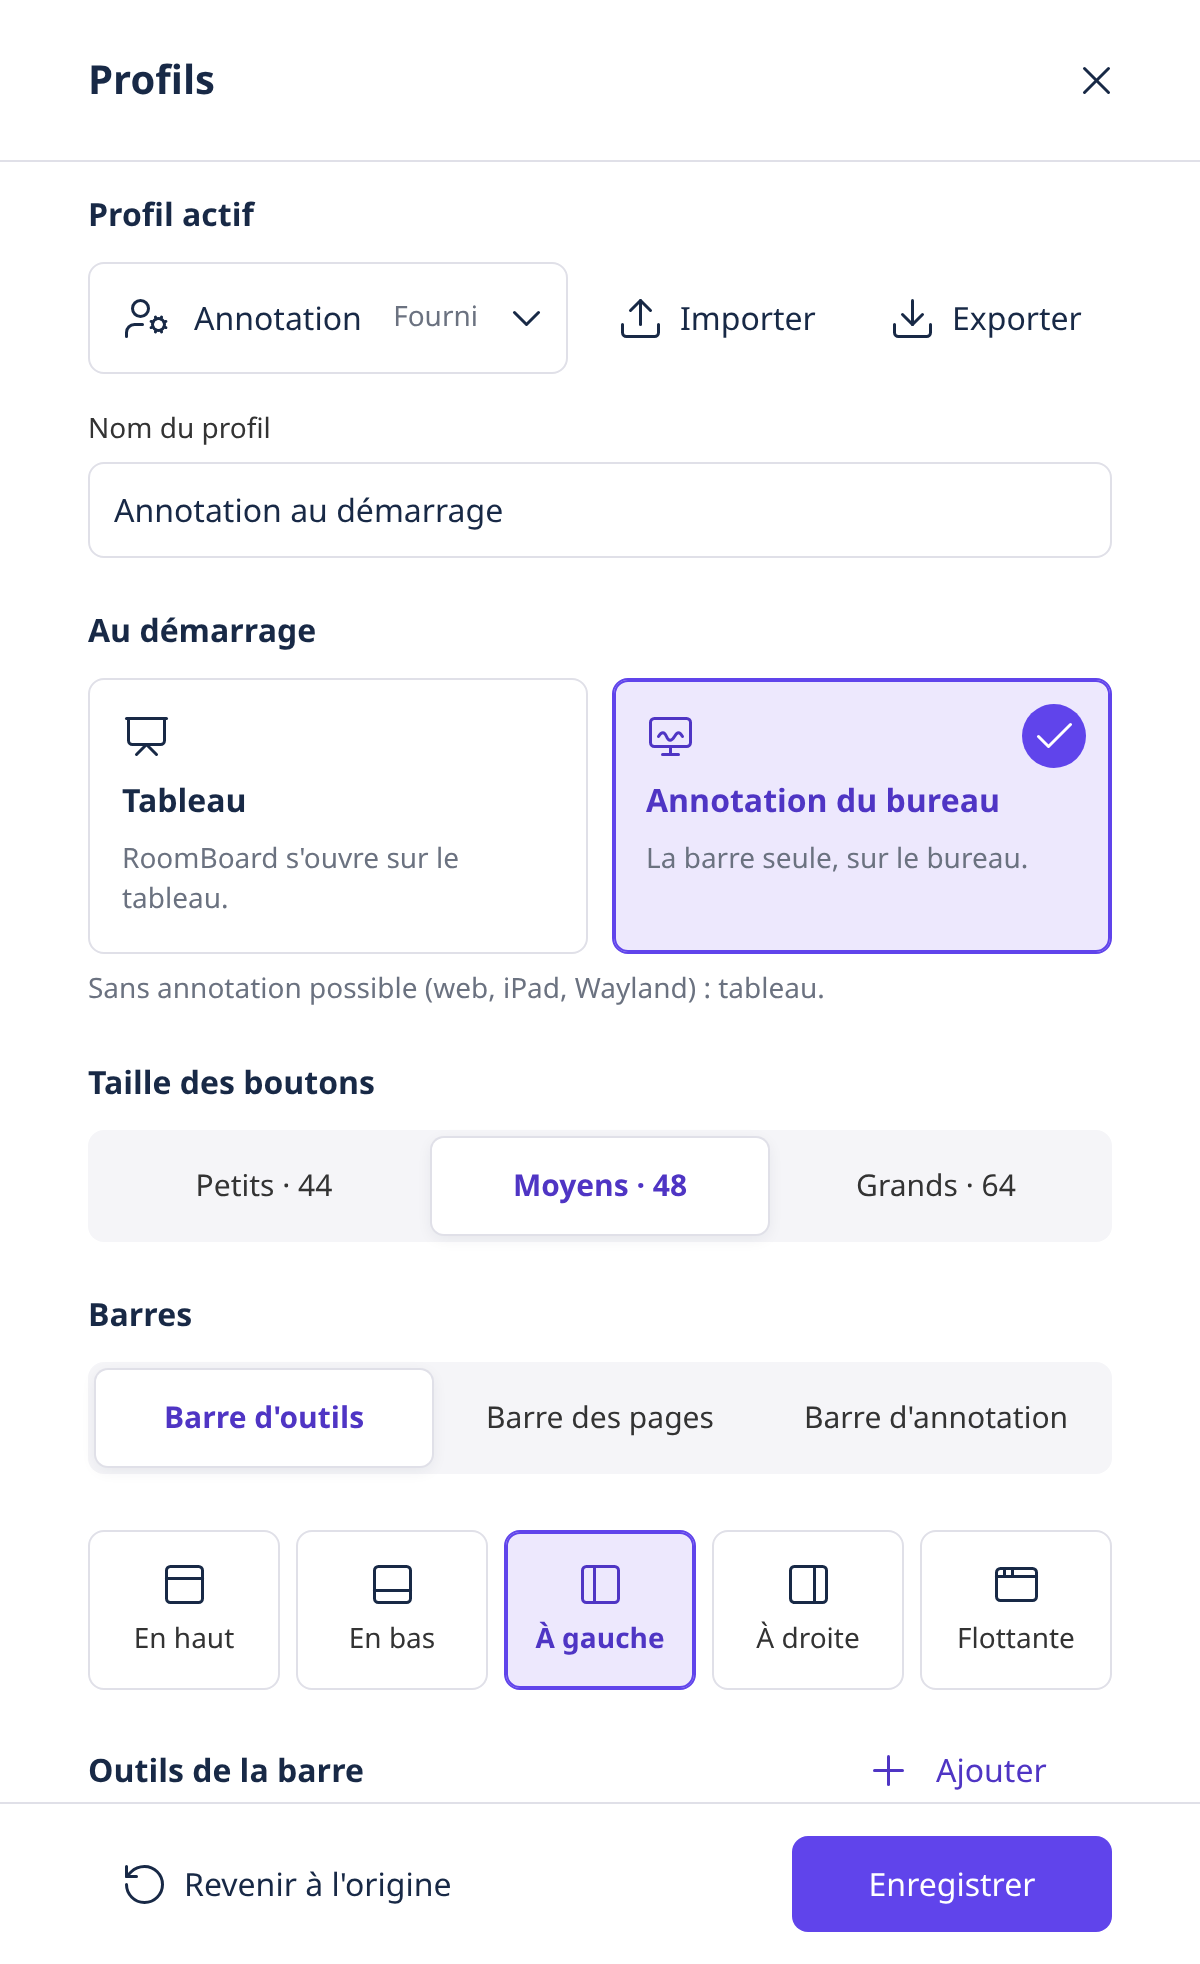 Profils
Profil actif
Annotation Fourni
Importer
Exporter
Nom du profil
Annotation au démarrage
Au démarrage
Tableau
RoomBoard s'ouvre sur le
tableau.
Annotation du bureau
La barre seule, sur le bureau.
Sans annotation possible (web, iPad, Wayland) : tableau.
Taille des boutons
Petits · 44
Moyens · 48
Grands · 64
Barres
Barre d'outils
Barre des pages
Barre d'annotation
En haut
En bas
À gauche
À droite
Flottante
Outils de la barre
Ajouter
Revenir à l'origine
Enregistrer